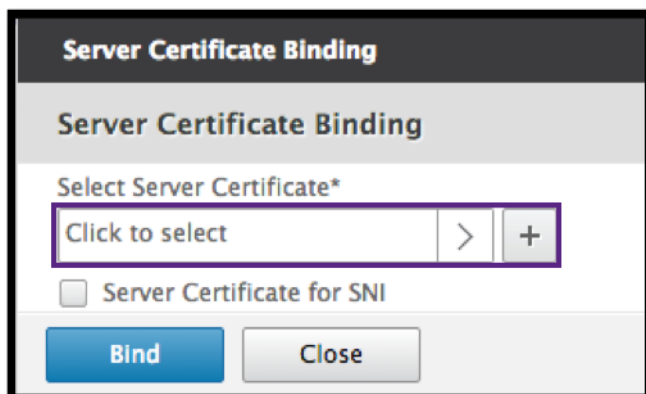 Server Certificate Binding
Server Certificate Binding
Select Server Certificate*
Click to select > +
Server Certificate for SNI
Bind Close